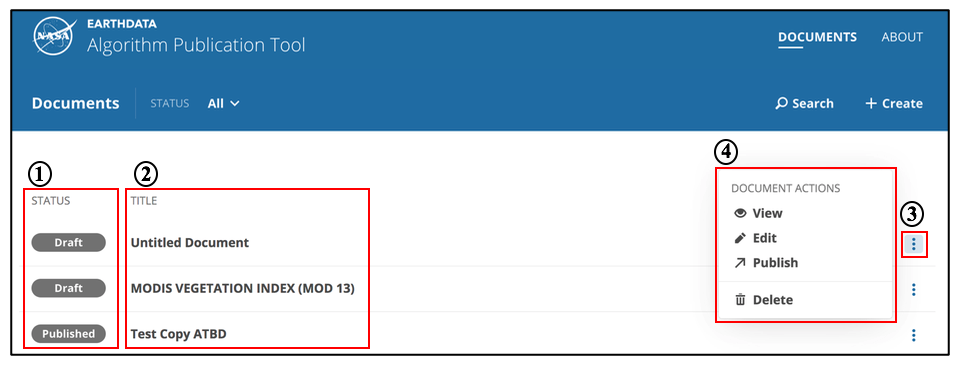 NASA
EARTHDATA
Algorithm Publication Tool
DOCUMENTS ABOUT
Documents STATUS All Search + Create
① ② ④
STATUS TITLE DOCUMENT ACTIONS
View ③
Draft Untitled Document Edit
Publish
Draft MODIS VEGETATION INDEX (MOD 13)
Delete
Published Test Copy ATBD